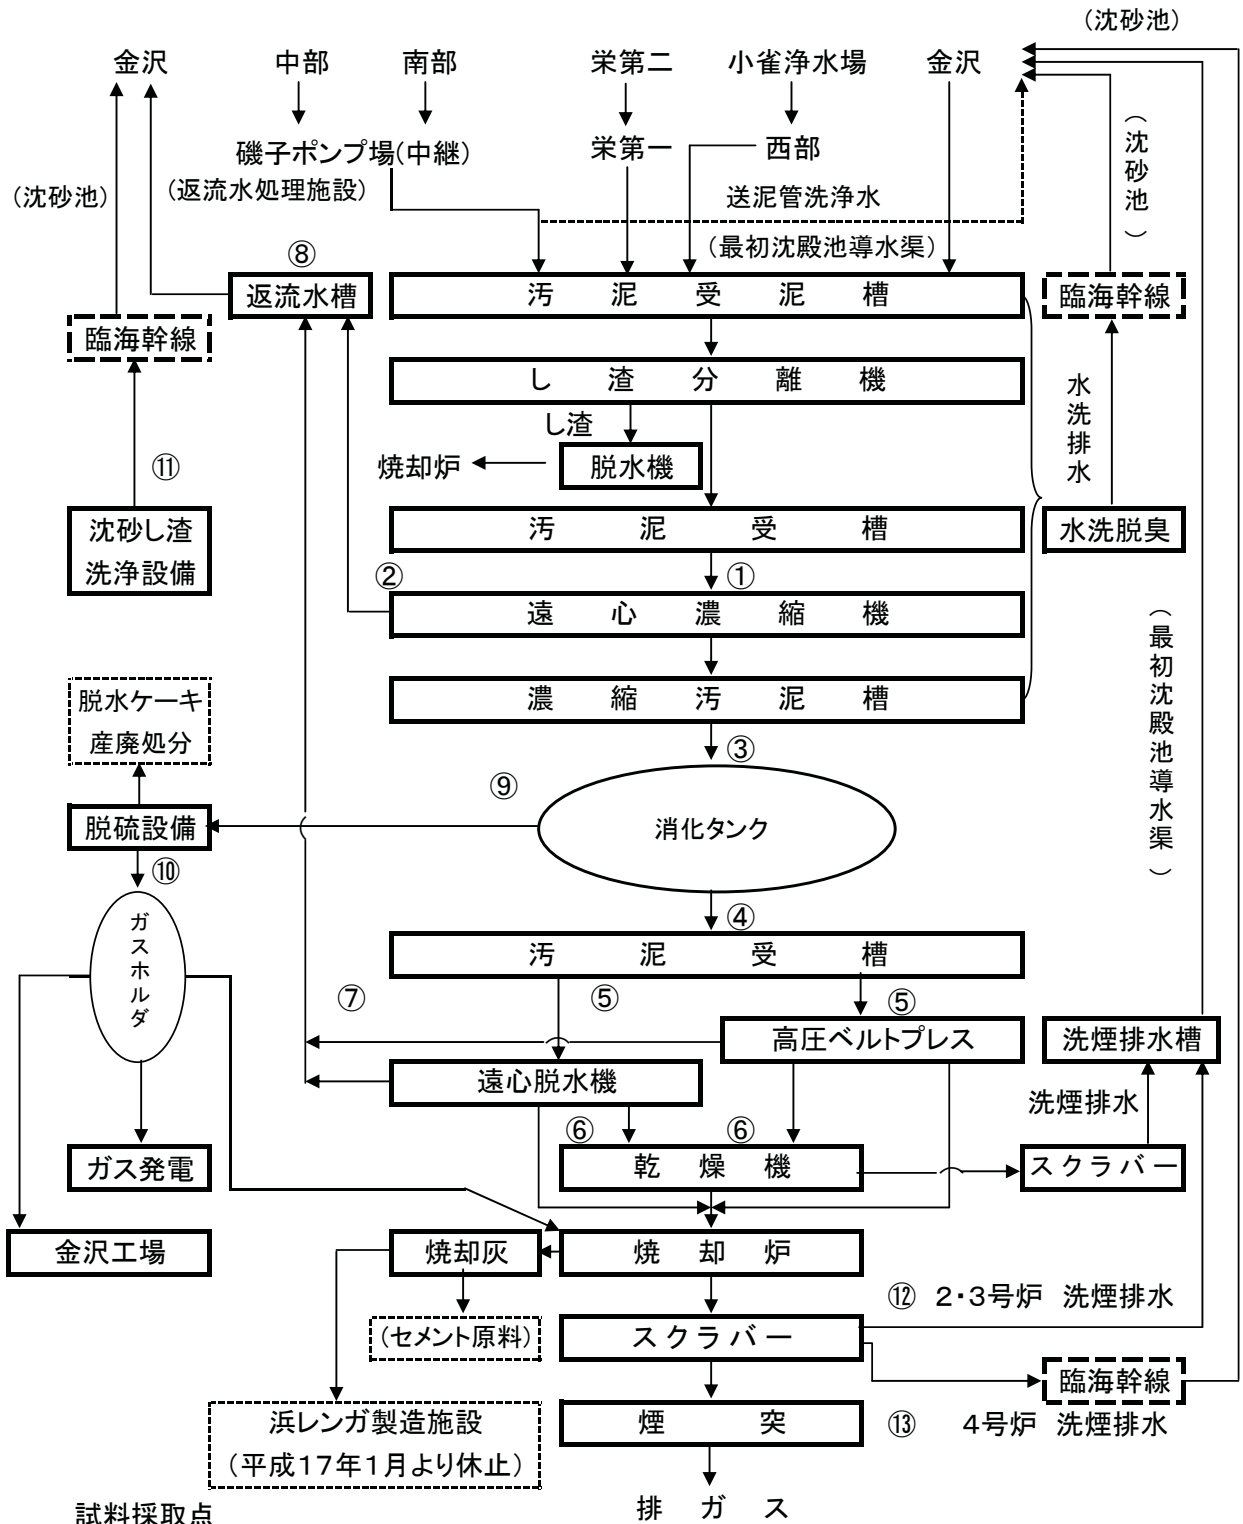 （沈砂池）
金沢
中部
南部
栄第二
小雀浄水場
金沢
磯子ポンプ場(中継)
（返流水処理施設）
栄第一
西部
（沈砂池）
（沈砂池）
送泥管洗浄水
（最初沈殿池導水渠）
⑧
返流水槽
汚泥受泥槽
臨海幹線
臨海幹線
し渣分離機
し渣
水洗排水
焼却炉
脱水機
⑪
沈砂し渣
洗浄設備
汚泥受槽
水洗脱臭
②
①
遠心濃縮機
（最初沈殿池導水渠）
脱水ケーキ
産廃処分
濃縮汚泥槽
③
⑨
脱硫設備
消化タンク
⑩
ガスホルダ
④
汚泥受槽
⑦
⑤
⑤
高圧ベルトプレス
洗煙排水槽
遠心脱水機
洗煙排水
⑥
⑥
ガス発電
乾燥機
スクラバー
金沢工場
焼却灰
焼却炉
⑫ ２・３号炉 洗煙排水
（セメント原料）
スクラバー
臨海幹線
浜レンガ製造施設
（平成１７年１月より休止）
煙突
⑬ ４号炉 洗煙排水
排ガス
試料採取点